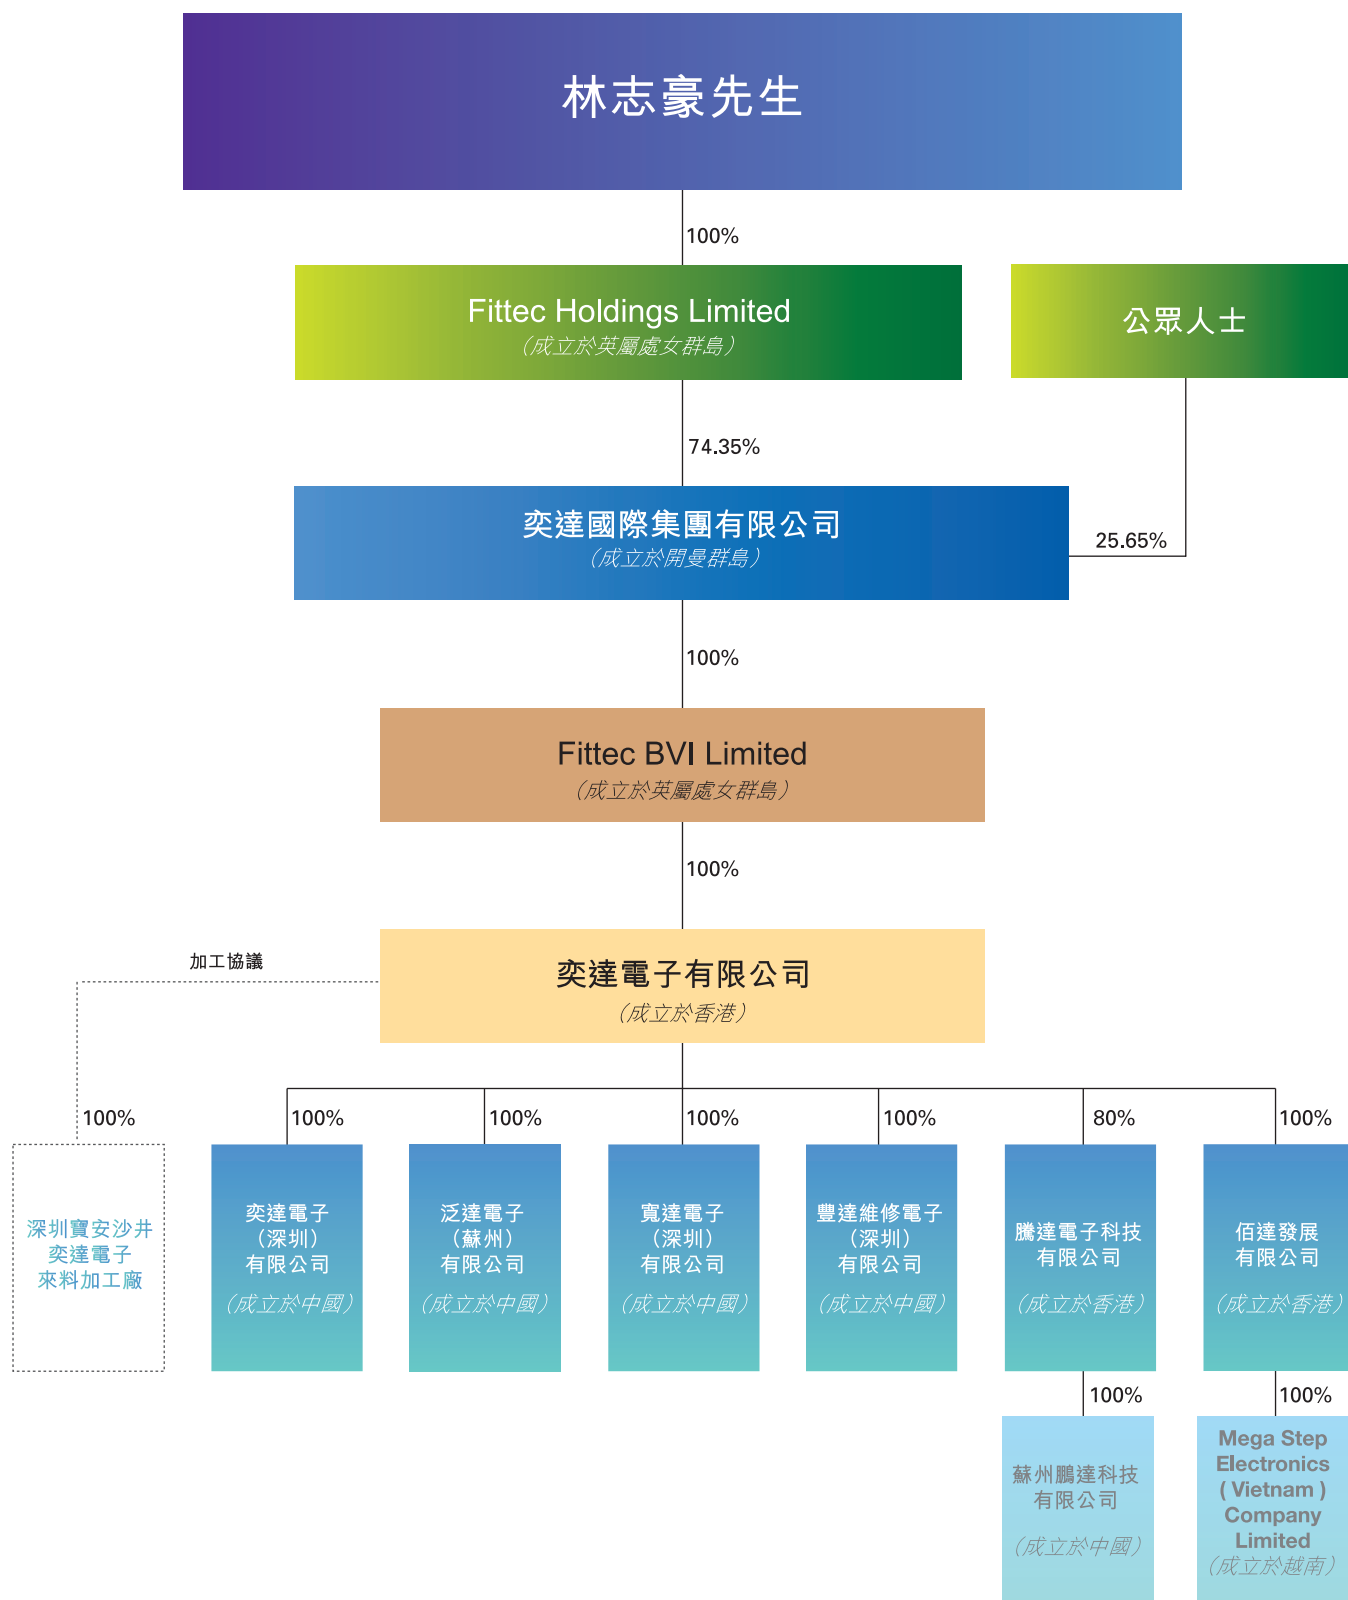 林志豪先生
100%
Fittec Holdings Limited
（成立於英屬處女群島）
公眾人士
74.35%
奕達國際集團有限公司
（成立於開曼群島）
25.65%
100%
Fittec BVI Limited
（成立於英屬處女群島）
100%
加工協議
奕達電子有限公司
（成立於香港）
100%
深圳寶安沙井
奕達電子
來料加工廠
100%
奕達電子
（深圳）
有限公司
（成立於中國）
100%
泛達電子
（蘇州）
有限公司
（成立於中國）
100%
寬達電子
（深圳）
有限公司
（成立於中國）
100%
豐達維修電子
（深圳）
有限公司
（成立於中國）
80%
騰達電子科技
有限公司
（成立於香港）
100%
佰達發展
有限公司
（成立於香港）
100%
蘇州鵬達科技
有限公司
（成立於中國）
100%
Mega Step
Electronics
( Vietnam )
Company
Limited
（成立於越南）